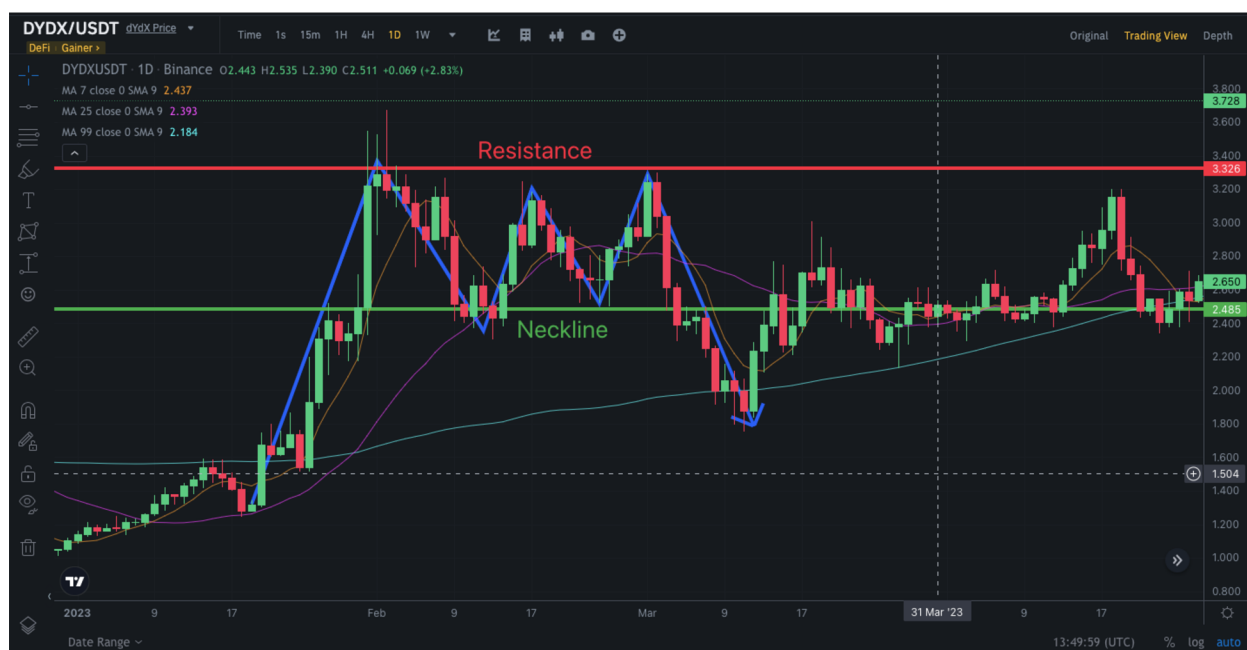 DYDX/USDT dYdX Price
DeFi Gainer >
Time 1s 15m 1H 4H 1D 1W
Original Trading View Depth
DYDXUSDT · 1D · Binance O2.443 H2.535 L2.390 C2.511 +0.069 (+2.83%)
MA 7 close 0 SMA 9 2.437
MA 25 close 0 SMA 9 2.393
MA 99 close 0 SMA 9 2.184
Resistance
Neckline
3.800
3.728
3.600
3.400
3.326
3.200
3.000
2.800
2.650
2.485
2.400
2.200
2.000
1.800
1.600
1.504
1.400
1.200
1.000
0.800
2023 9 17 Feb 9 17 Mar 9 17 31 Mar '23 9 17
Date Range
13:49:59 (UTC) % log auto